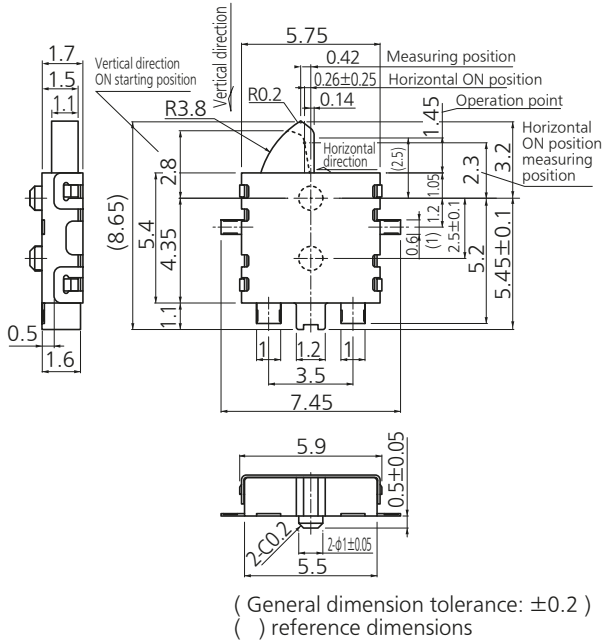 1.7
1.5
1.1
Vertical direction
ON starting position
Vertical direction
5.75
0.42
Measuring position
0.26±0.25
Horizontal ON position
R0.2
0.14
Operation point
R3.8
1.45
Horizontal
direction
(2.5)
Horizontal
ON position
measuring
position
2.3
3.2
2.8
1.05
(8.65)
5.4
4.35
1.2
0.6
(1)
2.5±0.1
5.2
5.45±0.1
1.1
0.5
1.6
1
1.2
1
3.5
7.45
5.9
0.5±0.05
2-C0.2
2-ϕ1±0.05
5.5
( General dimension tolerance: ±0.2 )
( ) reference dimensions